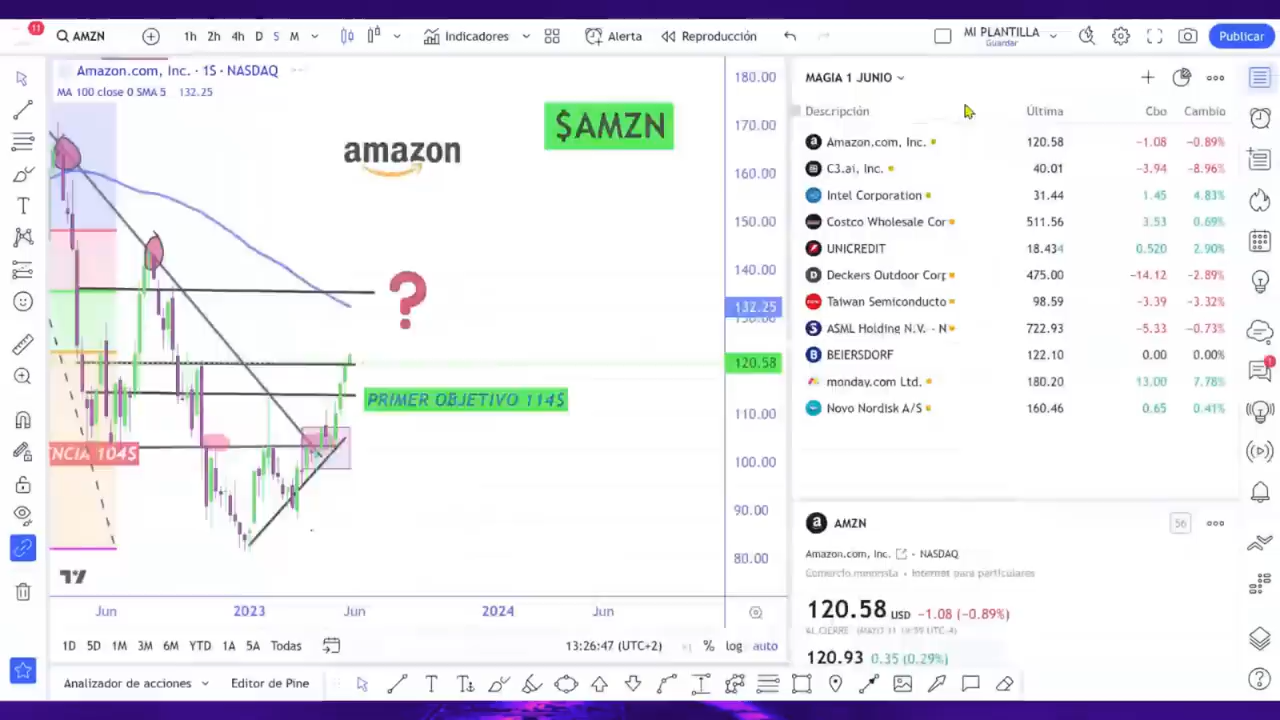 11
AMZN 1h 2h 4h D S M Indicadores Alerta Reproducción MI PLANTILLA Publicar
Guardar
Amazon.com, Inc. · 1S · NASDAQ
MA 100 close 0 SMA 5 132.25
$AMZN
amazon
?
PRIMER OBJETIVO 114$
NCIA 104$
180.00
170.00
160.00
150.00
140.00
132.25
130.00
120.58
110.00
100.00
90.00
80.00
Jun 2023 Jun 2024 Jun
1D 5D 1M 3M 6M YTD 1A 5A Todas 13:26:47 (UTC+2) % log auto
Analizador de acciones Editor de Pine
MAGIA 1 JUNIO
Descripción Última Cbo Cambio
Amazon.com, Inc. 120.58 −1.08 −0.89%
C3.ai, Inc. 40.01 −3.94 −8.96%
Intel Corporation 31.44 1.45 4.83%
Costco Wholesale Cor 511.56 3.53 0.69%
UNICREDIT 18.434 0.520 2.90%
Deckers Outdoor Corp 475.00 −14.12 −2.89%
Taiwan Semiconducto 98.59 −3.39 −3.32%
ASML Holding N.V. - N 722.93 −5.33 −0.73%
BEIERSDORF 122.10 0.00 0.00%
monday.com Ltd. 180.20 13.00 7.78%
Novo Nordisk A/S 160.46 0.65 0.41%
AMZN 56
Amazon.com, Inc. · NASDAQ
Comercio minorista • Internet para particulares
120.58 USD −1.08 (−0.89%)
AL CIERRE
120.93 0.35 (0.29%)
1